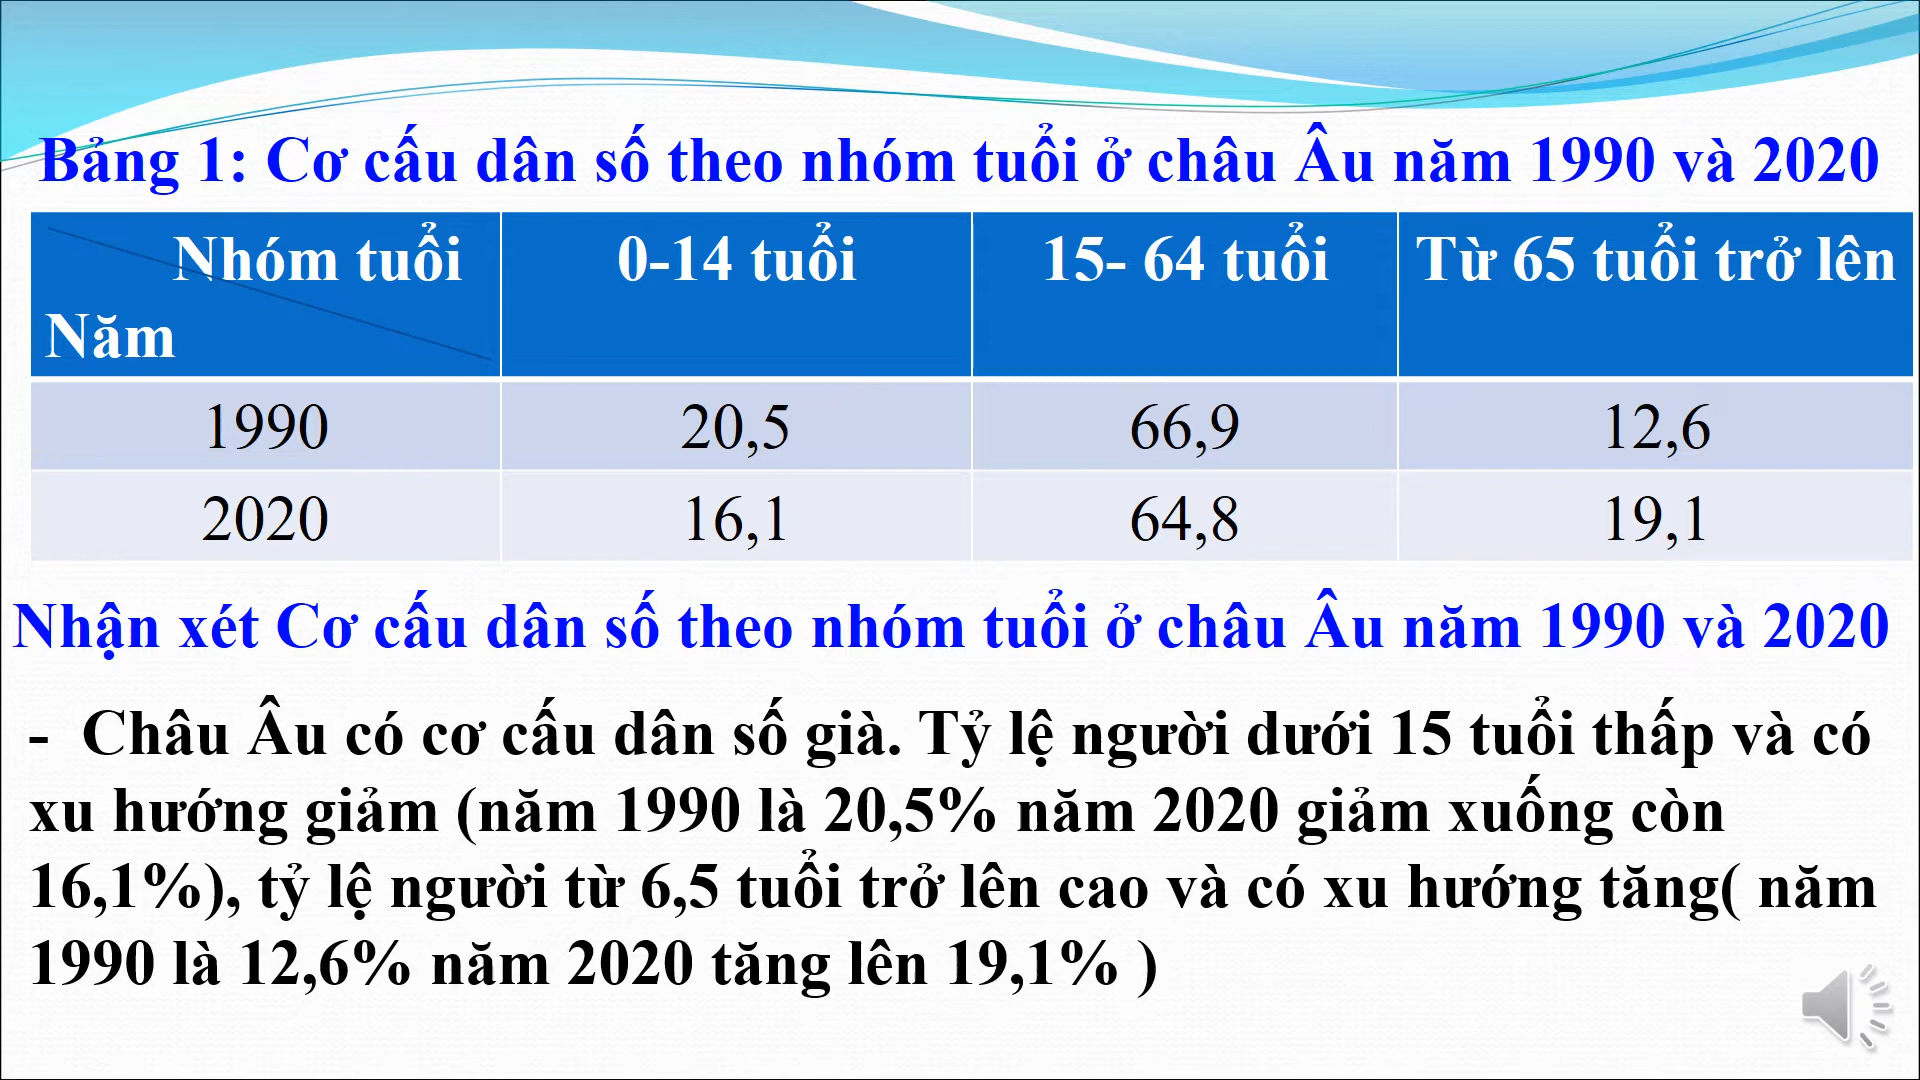 Bảng 1: Cơ cấu dân số theo nhóm tuổi ở châu Âu năm 1990 và 2020
Nhóm tuổi 0-14 tuổi 15- 64 tuổi Từ 65 tuổi trở lên
Năm
1990 20,5 66,9 12,6
2020 16,1 64,8 19,1
Nhận xét Cơ cấu dân số theo nhóm tuổi ở châu Âu năm 1990 và 2020
- Châu Âu có cơ cấu dân số già. Tỷ lệ người dưới 15 tuổi thấp và có
xu hướng giảm (năm 1990 là 20,5% năm 2020 giảm xuống còn
16,1%), tỷ lệ người từ 6,5 tuổi trở lên cao và có xu hướng tăng( năm
1990 là 12,6% năm 2020 tăng lên 19,1% )